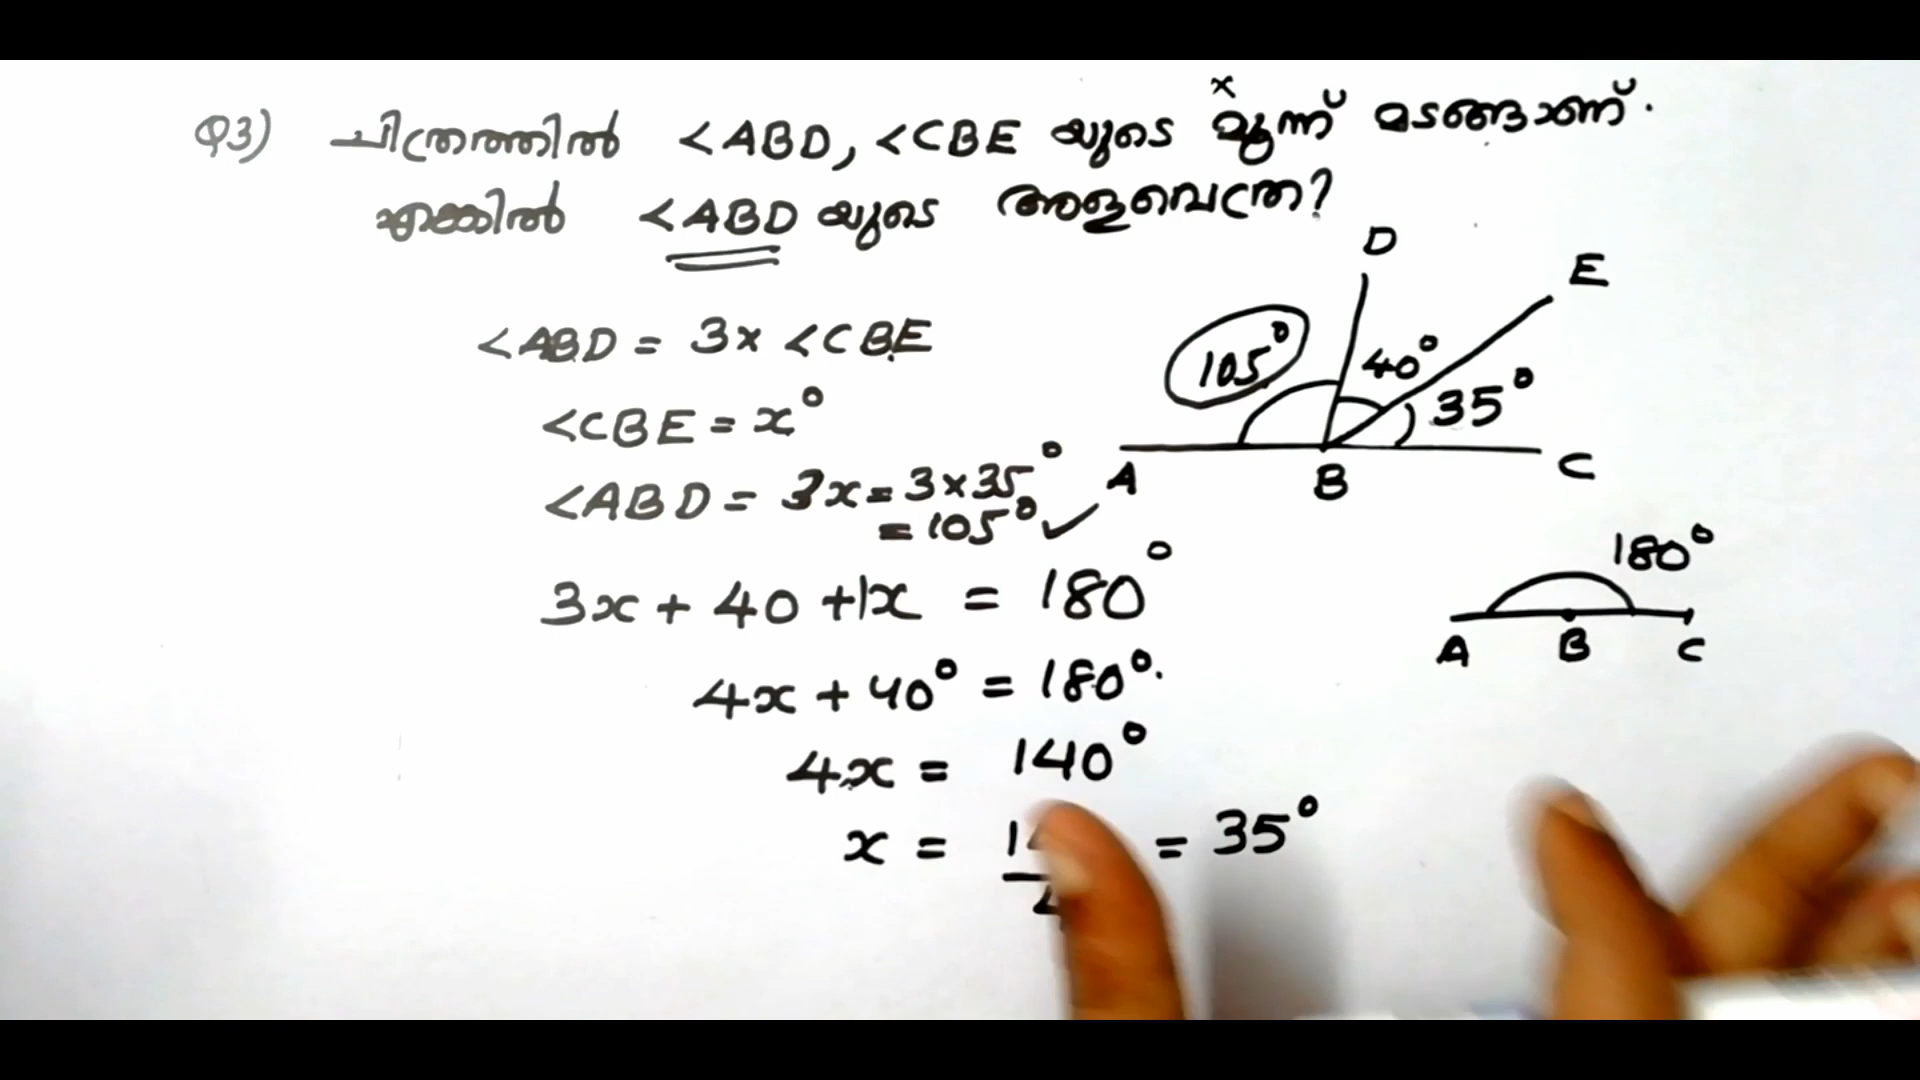 Q3) ചിത്രത്തിൽ <ABD, <CBE യുടെ മൂന്ന് മടങ്ങാണ്.
x
എങ്കിൽ <ABD യുടെ അളവെത്ര?
D
E
<ABD = 3x <CBE
105°
40°
35°
<CBE = x°
A
B
C
<ABD = 3x = 3x35°
= 105°
3x + 40 + 1x = 180°
180°
A B C
4x + 40° = 180°.
4x = 140°
x = = 35°